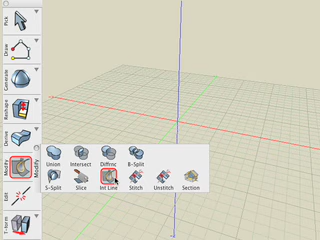 Pick
Draw
Generate
Reshape
Derive
Modify
Modify
Edit
T-form
Union
Intersect
Diffrnc
B-Split
S-Split
Slice
Int Line
Stitch
Unstitch
Section